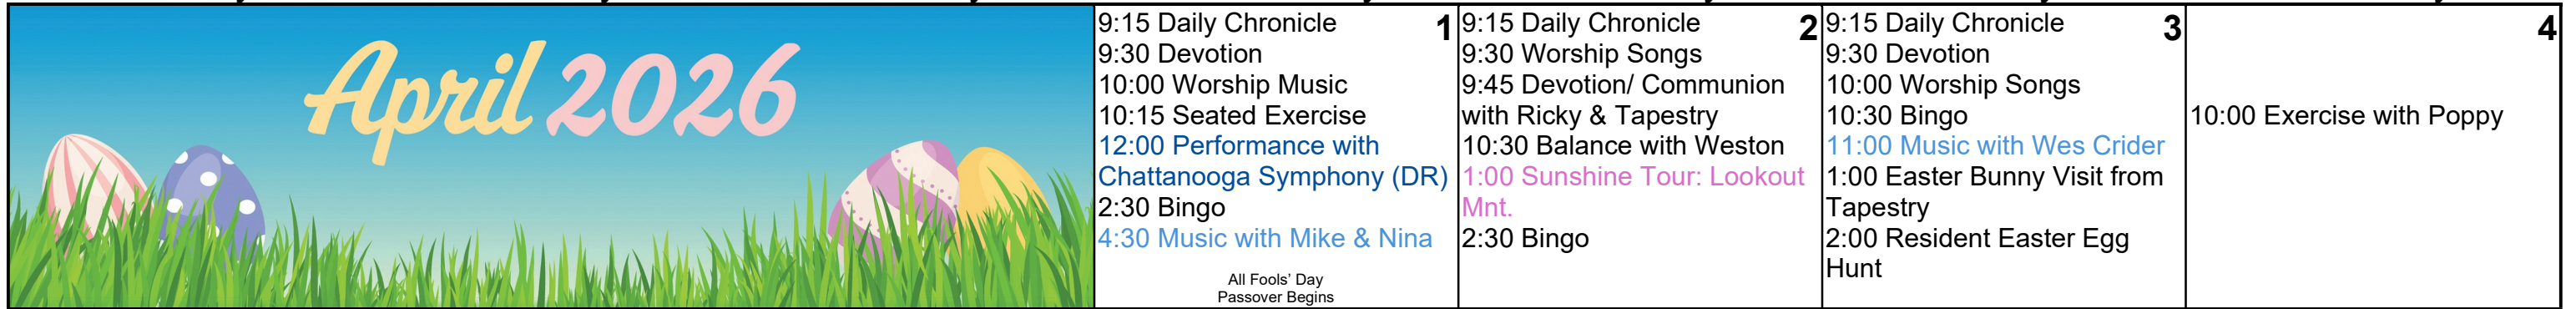 April 2026
1
9:15 Daily Chronicle
9:30 Devotion
10:00 Worship Music
10:15 Seated Exercise
12:00 Performance with
Chattanooga Symphony (DR)
2:30 Bingo
4:30 Music with Mike & Nina
All Fools' Day
Passover Begins
2
9:15 Daily Chronicle
9:30 Worship Songs
9:45 Devotion/ Communion
with Ricky & Tapestry
10:30 Balance with Weston
1:00 Sunshine Tour: Lookout
Mnt.
2:30 Bingo
3
9:15 Daily Chronicle
9:30 Devotion
10:00 Worship Songs
10:30 Bingo
11:00 Music with Wes Crider
1:00 Easter Bunny Visit from
Tapestry
2:00 Resident Easter Egg
Hunt
4
10:00 Exercise with Poppy